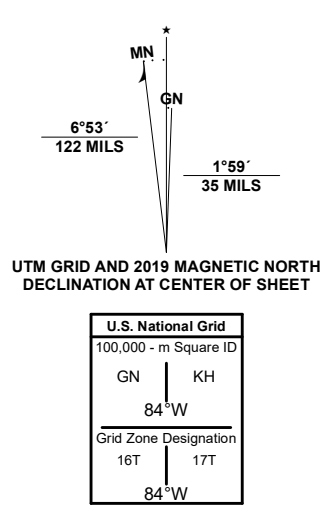 MN
GN
6°53´
122 MILS
1°59´
35 MILS
UTM GRID AND 2019 MAGNETIC NORTH
DECLINATION AT CENTER OF SHEET
U.S. National Grid
100,000 - m Square ID
GN KH
84°W
Grid Zone Designation
16T 17T
84°W